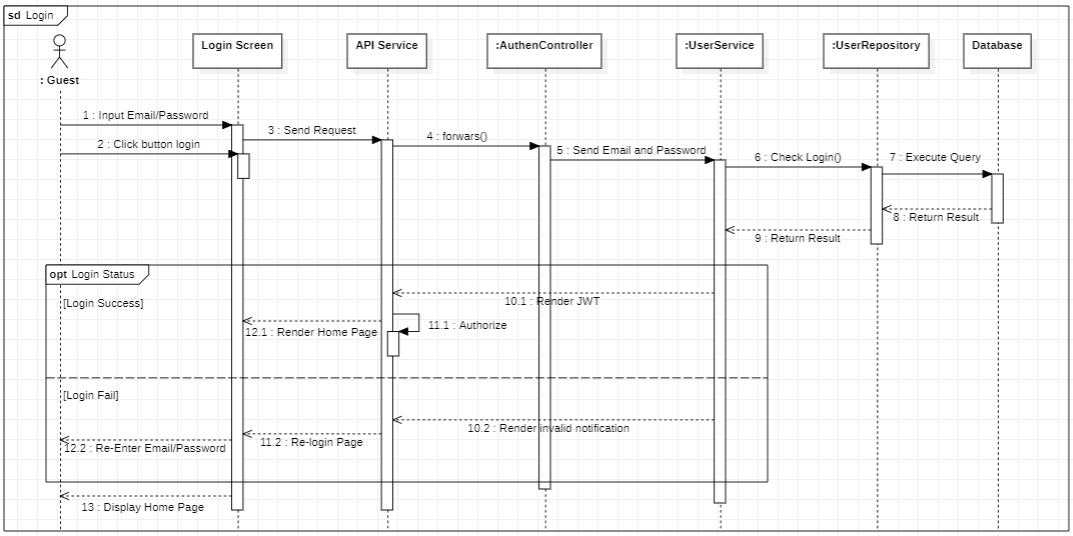 sd Login
Login Screen
API Service
:AuthenController
:UserService
:UserRepository
Database
: Guest
1 : Input Email/Password
2 : Click button login
3 : Send Request
4 : forwars()
5 : Send Email and Password
6 : Check Login()
7 : Execute Query
8 : Return Result
9 : Return Result
opt Login Status
[Login Success]
10.1 : Render JWT
11.1 : Authorize
12.1 : Render Home Page
[Login Fail]
10.2 : Render invalid notification
11.2 : Re-login Page
12.2 : Re-Enter Email/Password
13 : Display Home Page